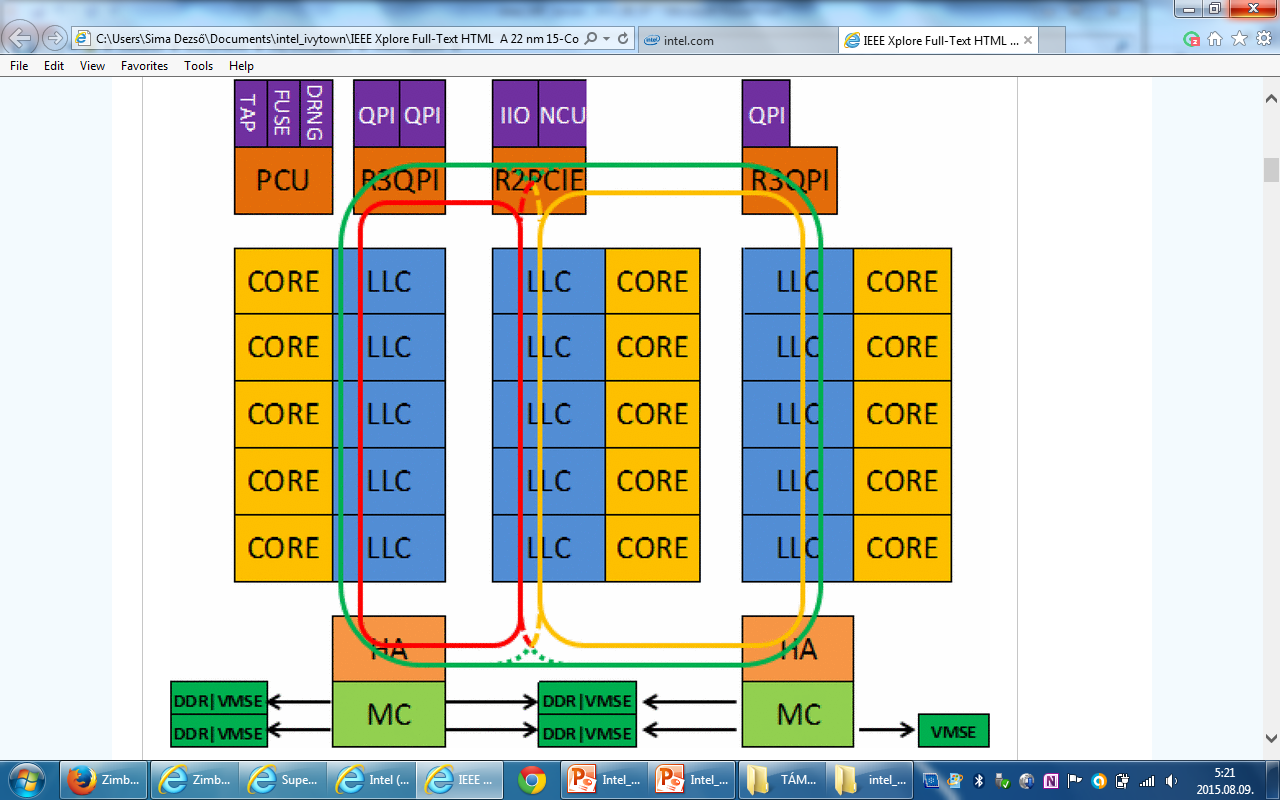 C:\Users\Sima Dezső\Documents\intel_ivytown\IEEE Xplore Full-Text HTML A 22 nm 15-Co
intel.com
IEEE Xplore Full-Text HTML ...
File Edit View Favorites Tools Help
TAP FUSE DRNG QPI QPI IIO NCU QPI
PCU R3QPI R2PCIE R3QPI
CORE LLC LLC CORE LLC CORE
CORE LLC LLC CORE LLC CORE
CORE LLC LLC CORE LLC CORE
CORE LLC LLC CORE LLC CORE
CORE LLC LLC CORE LLC CORE
HA HA
DDR|VMSE MC DDR|VMSE MC
DDR|VMSE DDR|VMSE VMSE
Zimb... Zimb... Supe... Intel (... IEEE ... Intel_... Intel_... TÁM... intel_...
5:21
2015.08.09.